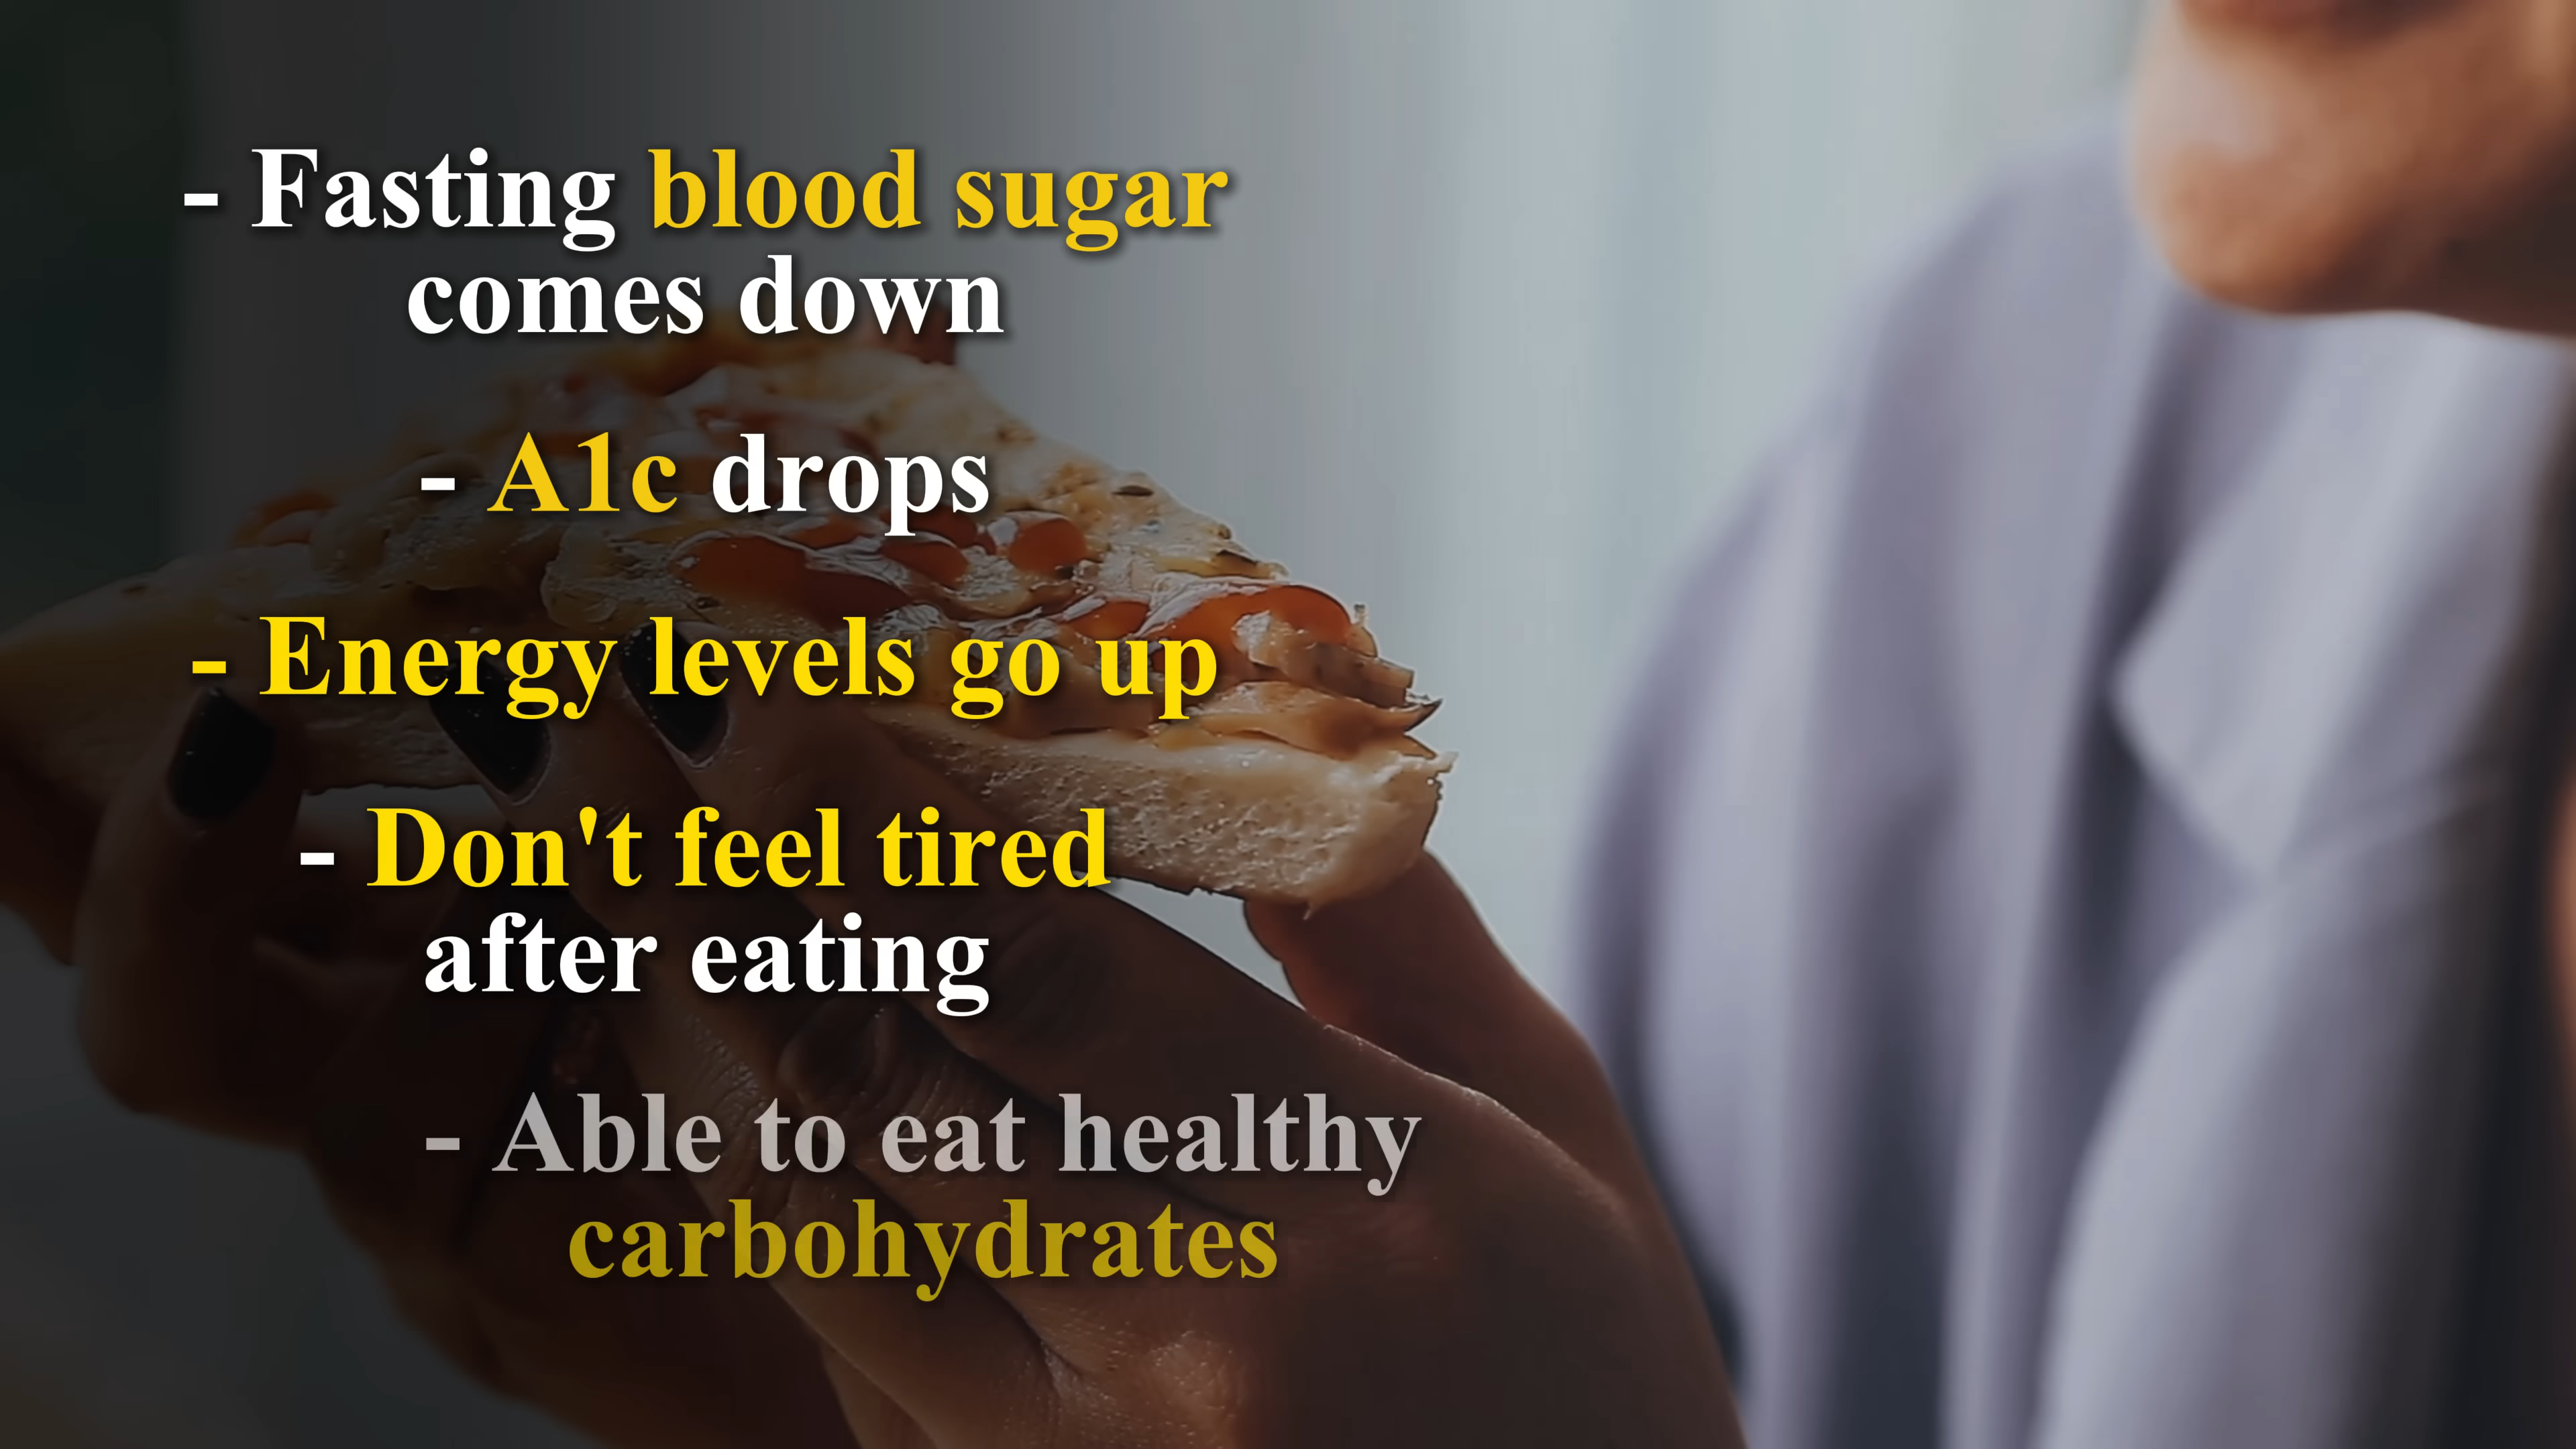 - Fasting blood sugar
comes down
- A1c drops
- Energy levels go up
- Don't feel tired
after eating
- Able to eat healthy
carbohydrates